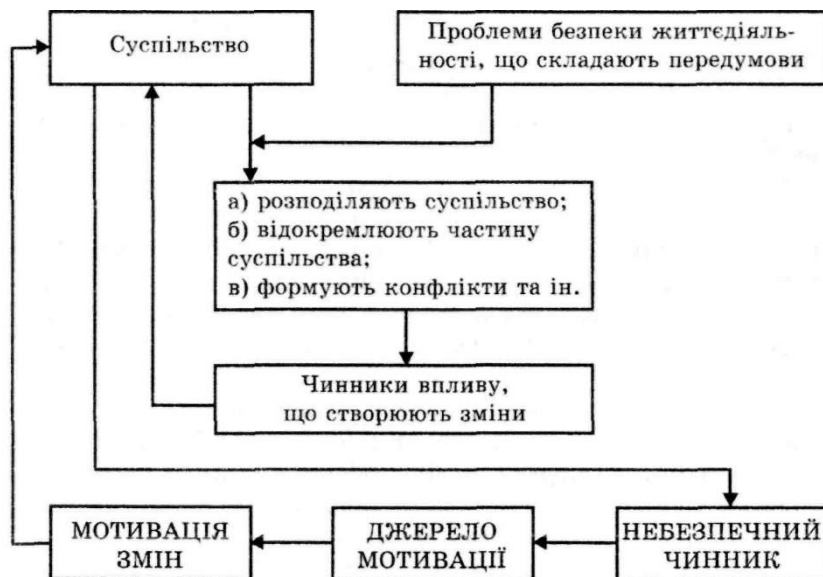 Суспільство
Проблеми безпеки життєдіяль-
ності, що складають передумови
а) розподіляють суспільство;
б) відокремлюють частину
суспільства;
в) формують конфлікти та ін.
Чинники впливу,
що створюють зміни
МОТИВАЦІЯ
ЗМІН
ДЖЕРЕЛО
МОТИВАЦІЇ
НЕБЕЗПЕЧНИЙ
ЧИННИК